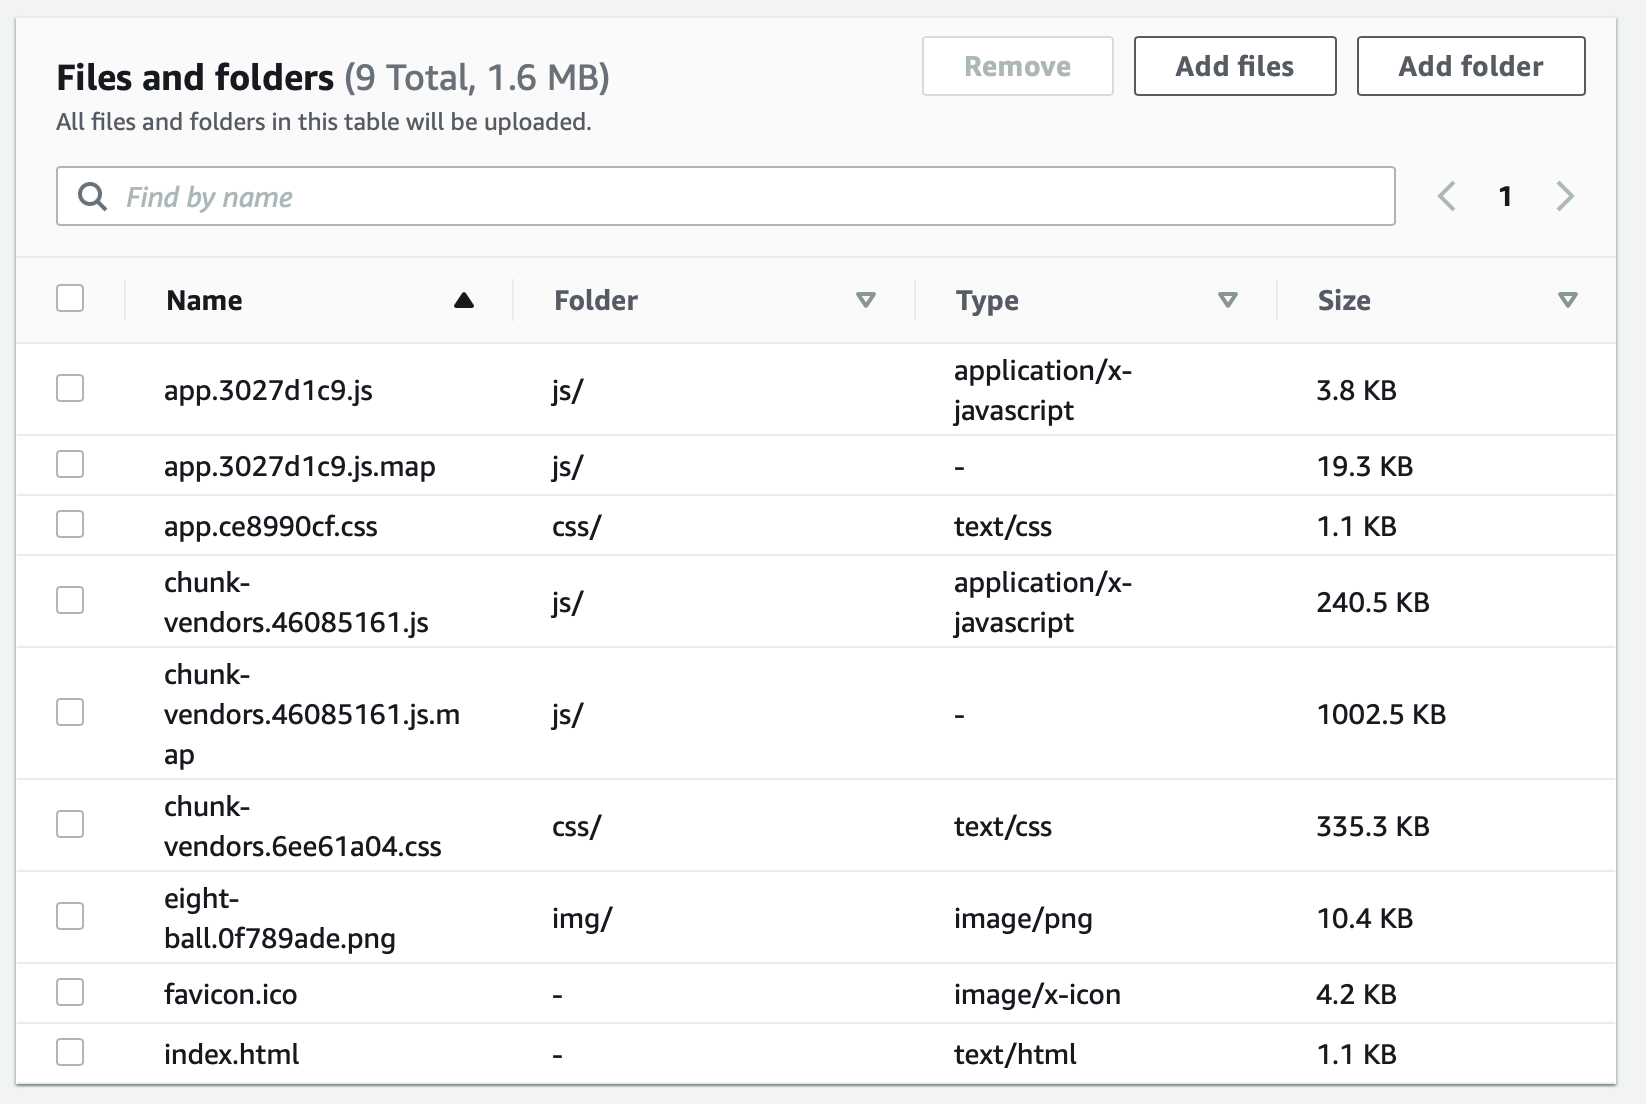 Files and folders (9 Total, 1.6 MB)
Remove
Add files
Add folder
All files and folders in this table will be uploaded.
Find by name
1
Name Folder Type Size
app.3027d1c9.js js/ application/x-
javascript 3.8 KB
app.3027d1c9.js.map js/ - 19.3 KB
app.ce8990cf.css css/ text/css 1.1 KB
chunk-
vendors.46085161.js js/ application/x-
javascript 240.5 KB
chunk-
vendors.46085161.js.m
ap js/ - 1002.5 KB
chunk-
vendors.6ee61a04.css css/ text/css 335.3 KB
eight-
ball.0f789ade.png img/ image/png 10.4 KB
favicon.ico - image/x-icon 4.2 KB
index.html - text/html 1.1 KB